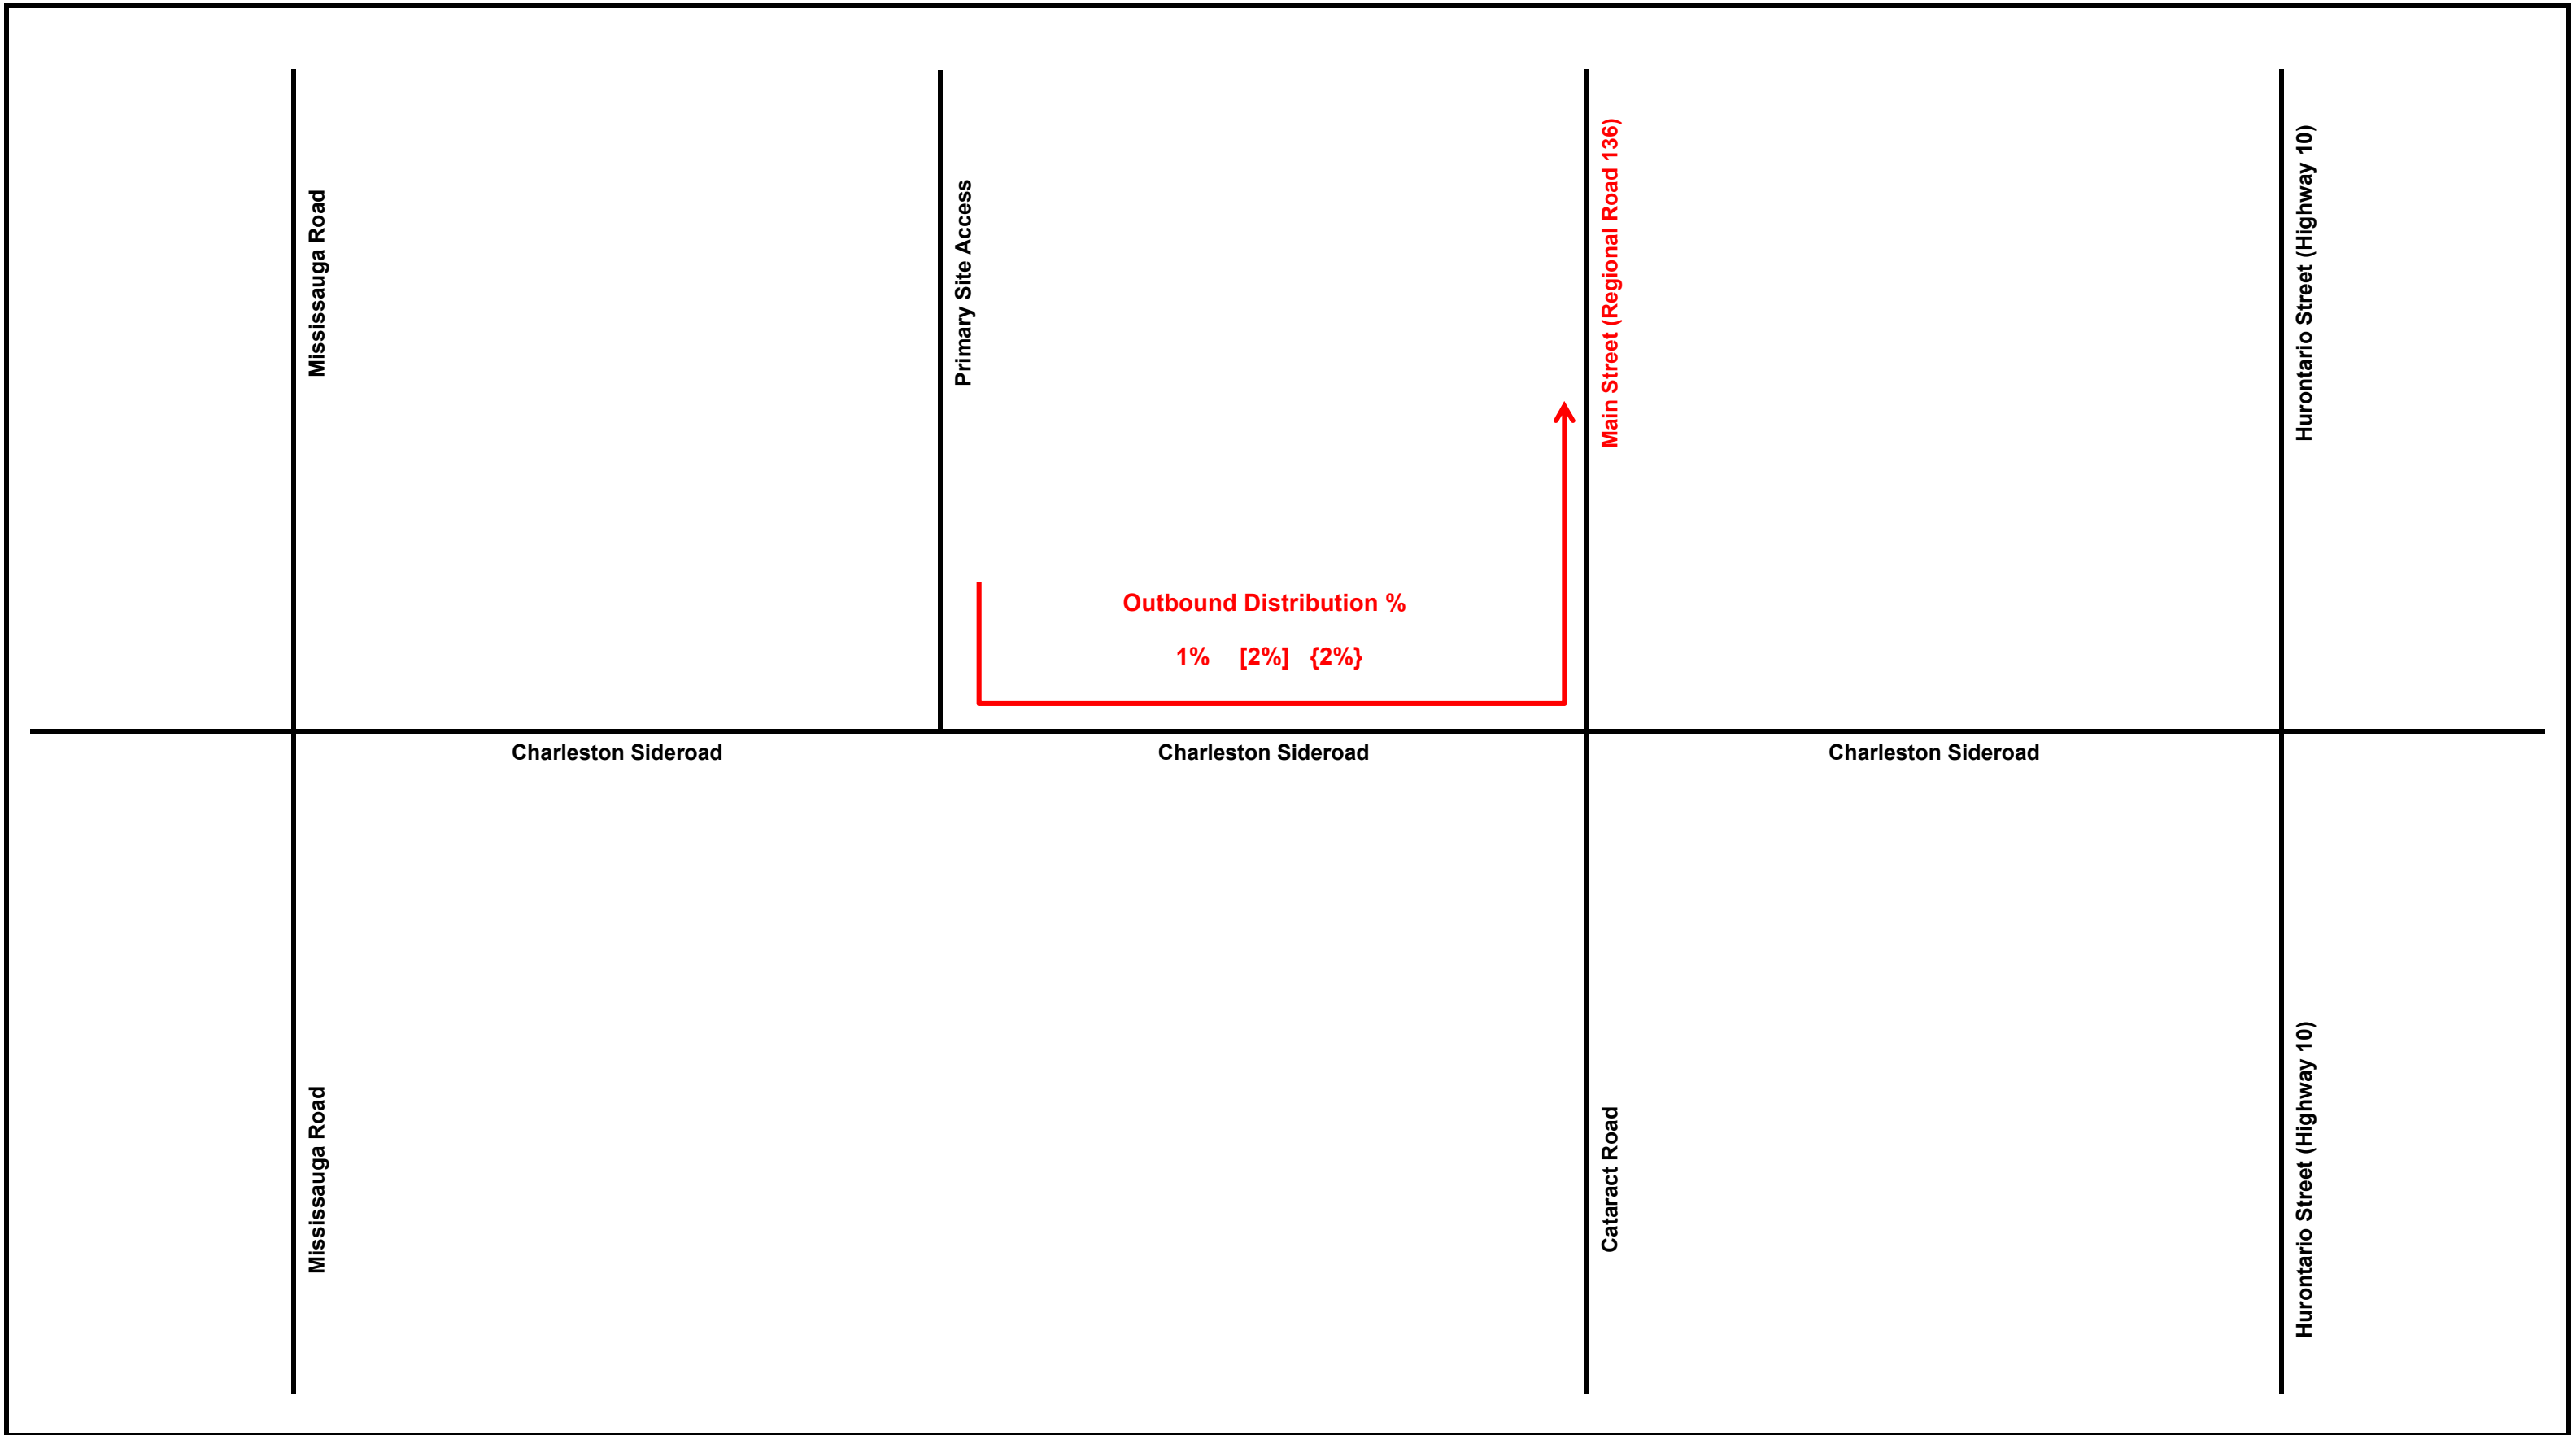 Mississauga Road
Primary Site Access
Main Street (Regional Road 136)
Hurontario Street (Highway 10)
Outbound Distribution %
1% [2%] {2%}
Charleston Sideroad
Charleston Sideroad
Charleston Sideroad
Mississauga Road
Cataract Road
Hurontario Street (Highway 10)